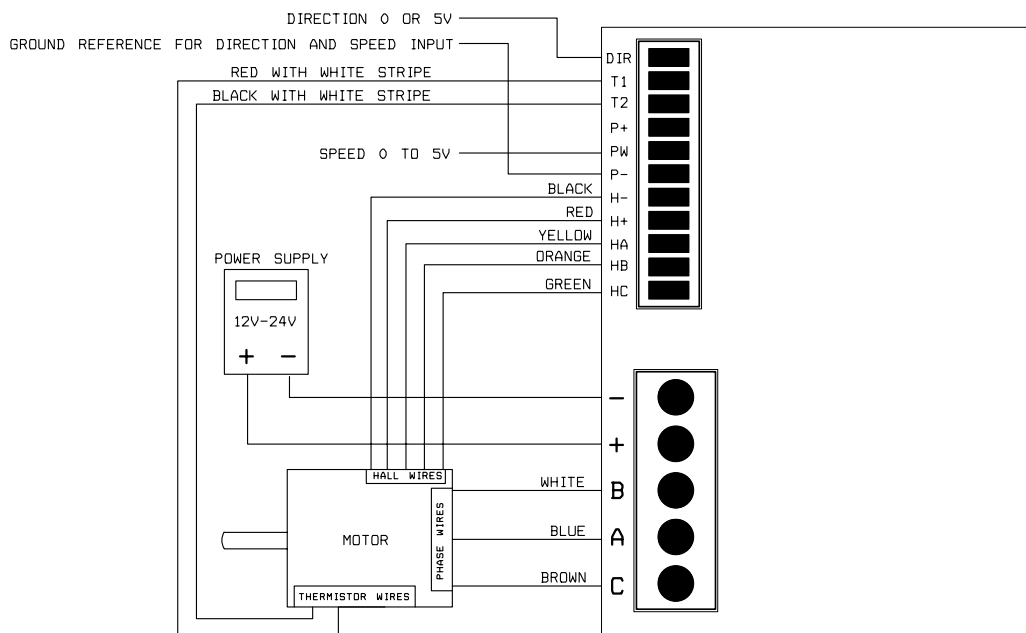 DIRECTION 0 OR 5V
GROUND REFERENCE FOR DIRECTION AND SPEED INPUT
RED WITH WHITE STRIPE
BLACK WITH WHITE STRIPE
SPEED 0 TO 5V
DIR
T1
T2
P+
PW
P-
H-
H+
HA
HB
HC
BLACK
RED
YELLOW
ORANGE
GREEN
POWER SUPPLY
12V-24V
+ -
-
+
B
A
C
WHITE
BLUE
BROWN
HALL WIRES
PHASE WIRES
MOTOR
THERMISTOR WIRES